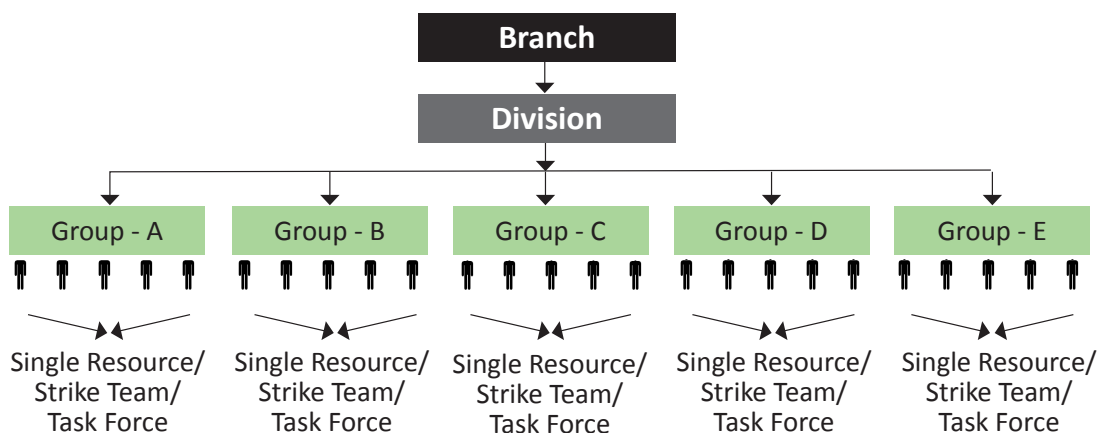 Branch
Division
Group - A
Group - B
Group - C
Group - D
Group - E
Single Resource/
Strike Team/
Task Force
Single Resource/
Strike Team/
Task Force
Single Resource/
Strike Team/
Task Force
Single Resource/
Strike Team/
Task Force
Single Resource/
Strike Team/
Task Force